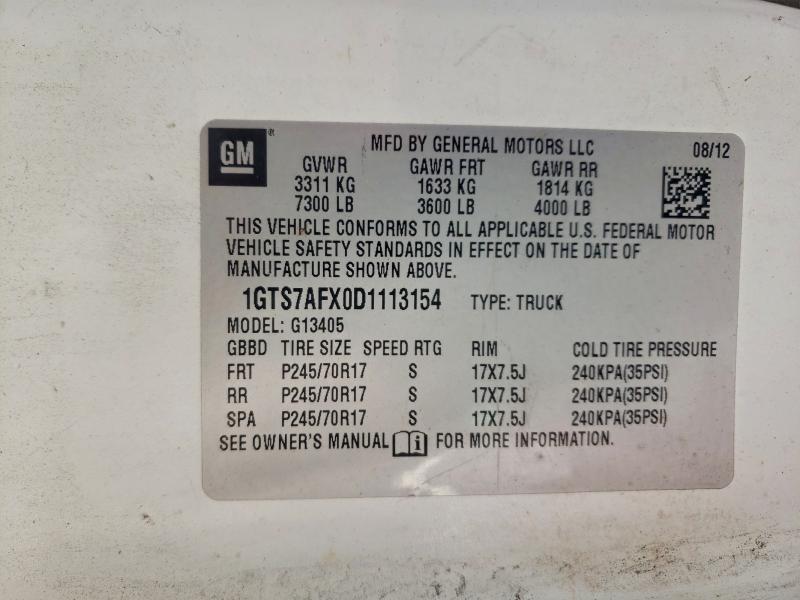 GM® MFD BY GENERAL MOTORS LLC 08/12
GVWR GAWR FRT GAWR RR
3311 KG 1633 KG 1814 KG
7300 LB 3600 LB 4000 LB
THIS VEHICLE CONFORMS TO ALL APPLICABLE U.S. FEDERAL MOTOR
VEHICLE SAFETY STANDARDS IN EFFECT ON THE DATE OF
MANUFACTURE SHOWN ABOVE.
1GTS7AFX0D1113154 TYPE: TRUCK
MODEL: G13405
GBBD TIRE SIZE SPEED RTG RIM COLD TIRE PRESSURE
FRT P245/70R17 S 17X7.5J 240KPA(35PSI)
RR P245/70R17 S 17X7.5J 240KPA(35PSI)
SPA P245/70R17 S 17X7.5J 240KPA(35PSI)
SEE OWNER'S MANUAL i FOR MORE INFORMATION.